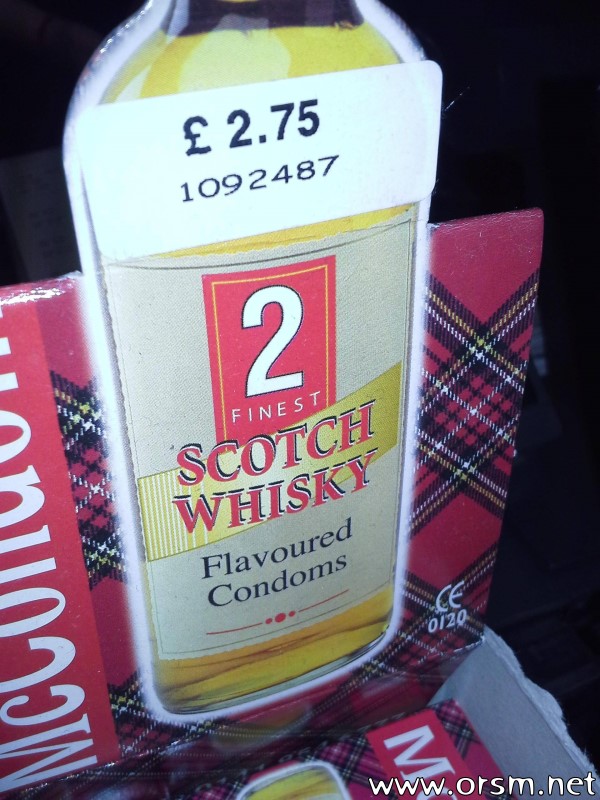 £ 2.75
1092487
2
FINEST
SCOTCH
WHISKY
Flavoured
Condoms
CE
0120
M
www.orsm.net